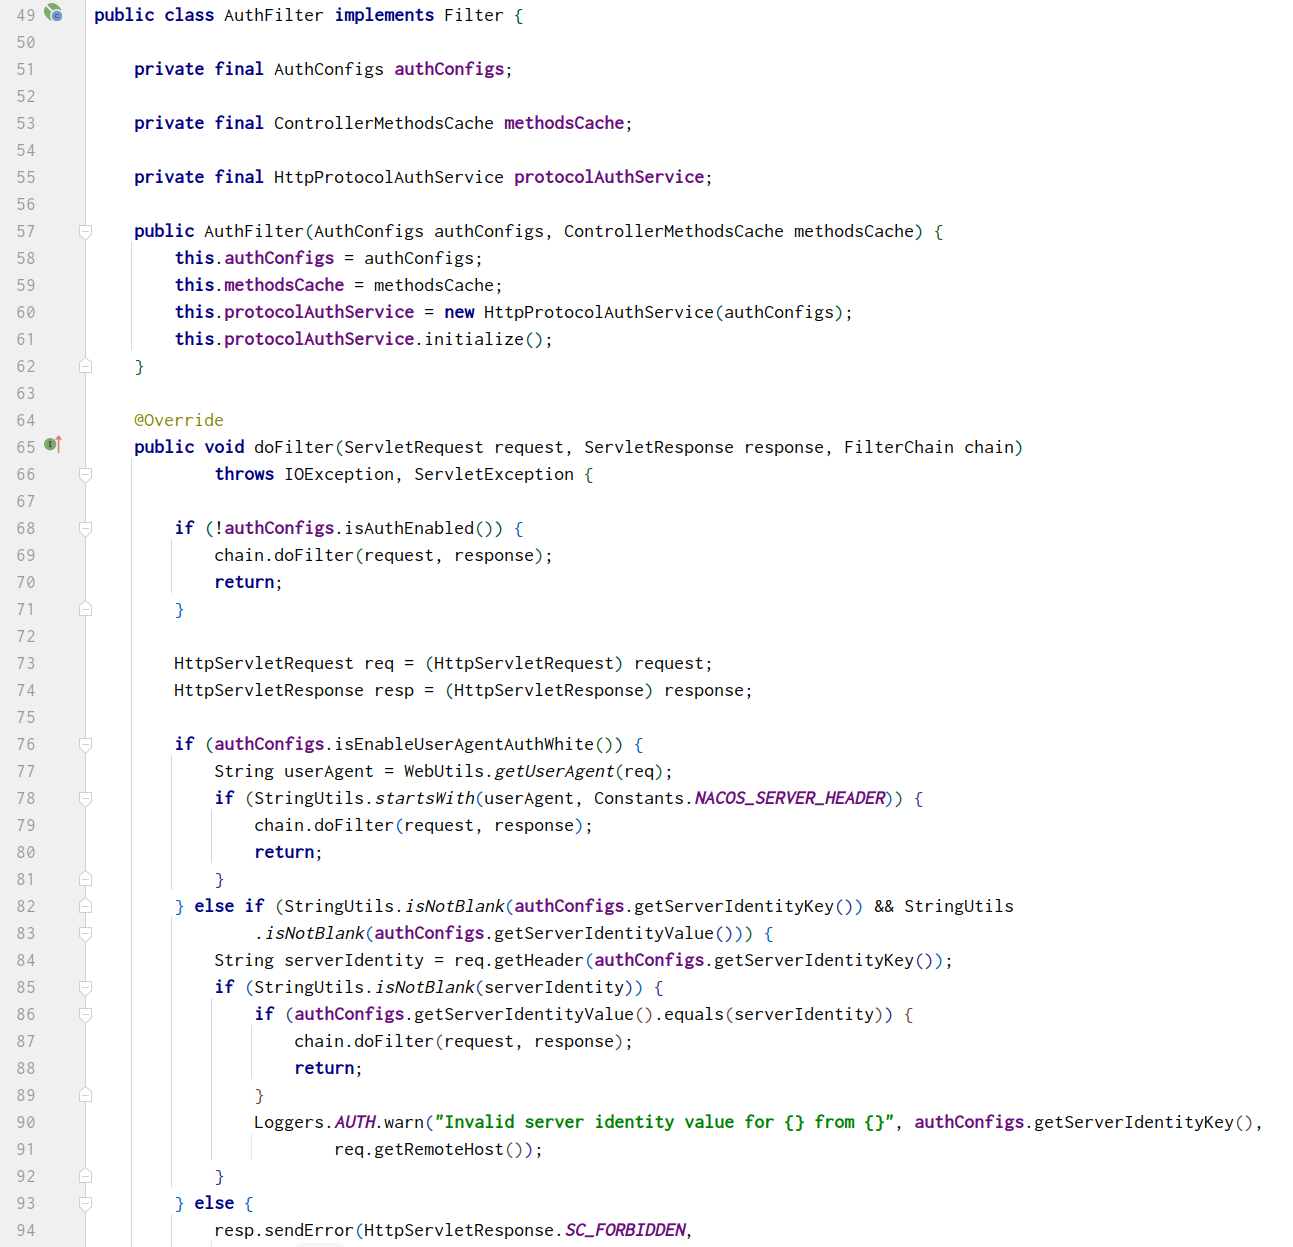 49 public class AuthFilter implements Filter {
50
51 private final AuthConfigs authConfigs;
52
53 private final ControllerMethodsCache methodsCache;
54
55 private final HttpProtocolAuthService protocolAuthService;
56
57 public AuthFilter(AuthConfigs authConfigs, ControllerMethodsCache methodsCache) {
58 this.authConfigs = authConfigs;
59 this.methodsCache = methodsCache;
60 this.protocolAuthService = new HttpProtocolAuthService(authConfigs);
61 this.protocolAuthService.initialize();
62 }
63
64 @Override
65 public void doFilter(ServletRequest request, ServletResponse response, FilterChain chain)
66 throws IOException, ServletException {
67
68 if (!authConfigs.isAuthEnabled()) {
69 chain.doFilter(request, response);
70 return;
71 }
72
73 HttpServletRequest req = (HttpServletRequest) request;
74 HttpServletResponse resp = (HttpServletResponse) response;
75
76 if (authConfigs.isEnableUserAgentAuthWhite()) {
77 String userAgent = WebUtils.getUserAgent(req);
78 if (StringUtils.startsWith(userAgent, Constants.NACOS_SERVER_HEADER)) {
79 chain.doFilter(request, response);
80 return;
81 }
82 } else if (StringUtils.isNotBlank(authConfigs.getServerIdentityKey()) && StringUtils
83 .isNotBlank(authConfigs.getServerIdentityValue())) {
84 String serverIdentity = req.getHeader(authConfigs.getServerIdentityKey());
85 if (StringUtils.isNotBlank(serverIdentity)) {
86 if (authConfigs.getServerIdentityValue().equals(serverIdentity)) {
87 chain.doFilter(request, response);
88 return;
89 }
90 Loggers.AUTH.warn("Invalid server identity value for {} from {}", authConfigs.getServerIdentityKey(),
91 req.getRemoteHost());
92 }
93 } else {
94 resp.sendError(HttpServletResponse.SC_FORBIDDEN,